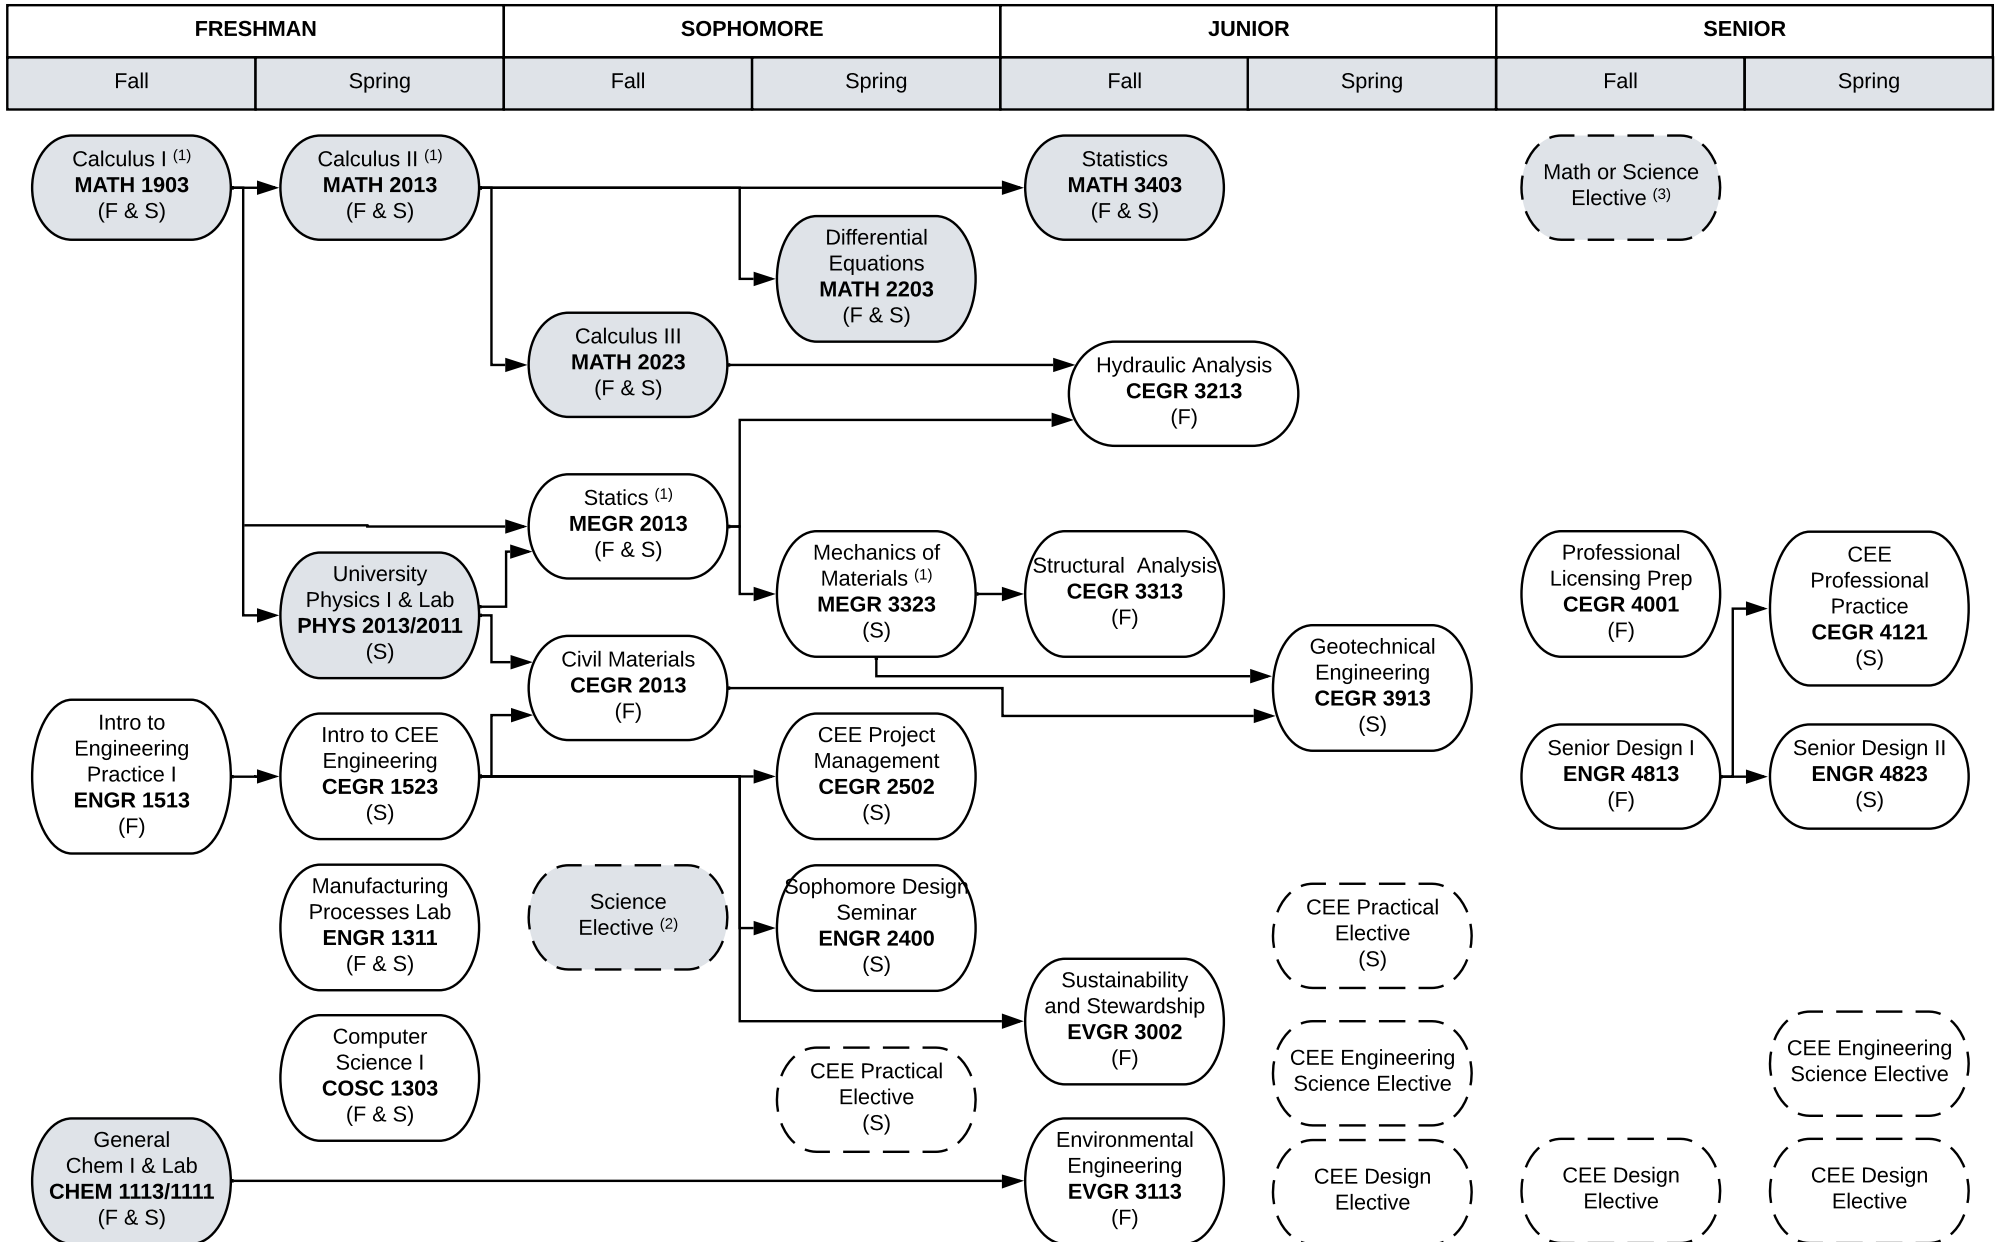 FRESHMAN
SOPHOMORE
JUNIOR
SENIOR
Fall
Spring
Fall
Spring
Fall
Spring
Fall
Spring
Calculus I (1)
MATH 1903
(F & S)
Calculus II (1)
MATH 2013
(F & S)
Statistics
MATH 3403
(F & S)
Math or Science
Elective (3)
Differential
Equations
MATH 2203
(F & S)
Calculus III
MATH 2023
(F & S)
Hydraulic Analysis
CEGR 3213
(F)
Statics (1)
MEGR 2013
(F & S)
University
Physics I & Lab
PHYS 2013/2011
(S)
Mechanics of
Materials (1)
MEGR 3323
(S)
Structural  Analysis
CEGR 3313
(F)
Professional
Licensing Prep
CEGR 4001
(F)
CEE
Professional
Practice
CEGR 4121
(S)
Civil Materials
CEGR 2013
(F)
Geotechnical
Engineering
CEGR 3913
(S)
Intro to
Engineering
Practice I
ENGR 1513
(F)
Intro to CEE
Engineering
CEGR 1523
(S)
CEE Project
Management
CEGR 2502
(S)
Senior Design I
ENGR 4813
(F)
Senior Design II
ENGR 4823
(S)
Manufacturing
Processes Lab
ENGR 1311
(F & S)
Science
Elective (2)
Sophomore Design
Seminar
ENGR 2400
(S)
CEE Practical
Elective
(S)
Sustainability
and Stewardship
EVGR 3002
(F)
Computer
Science I
COSC 1303
(F & S)
CEE Practical
Elective
(S)
CEE Engineering
Science Elective
CEE Engineering
Science Elective
General
Chem I & Lab
CHEM 1113/1111
(F & S)
Environmental
Engineering
EVGR 3113
(F)
CEE Design
Elective
CEE Design
Elective
CEE Design
Elective